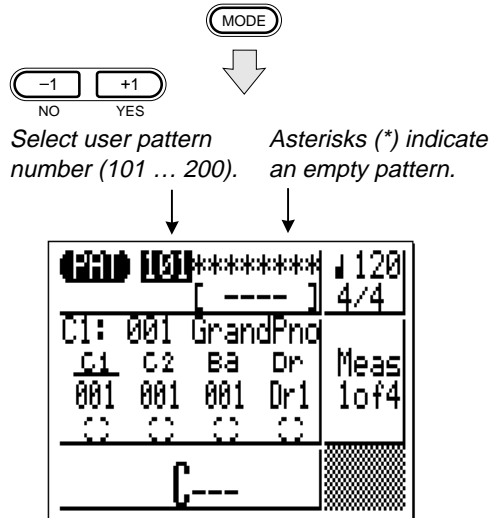 MODE
–1 +1
NO YES
Select user pattern
number (101 … 200).
Asterisks (*) indicate
an empty pattern.
PAT 101******** ♩120
[ ---- ] 4/4
C1: 001 GrandPno
C1 C2 Ba Dr
001 001 001 Dr1
Meas
1of4
C---